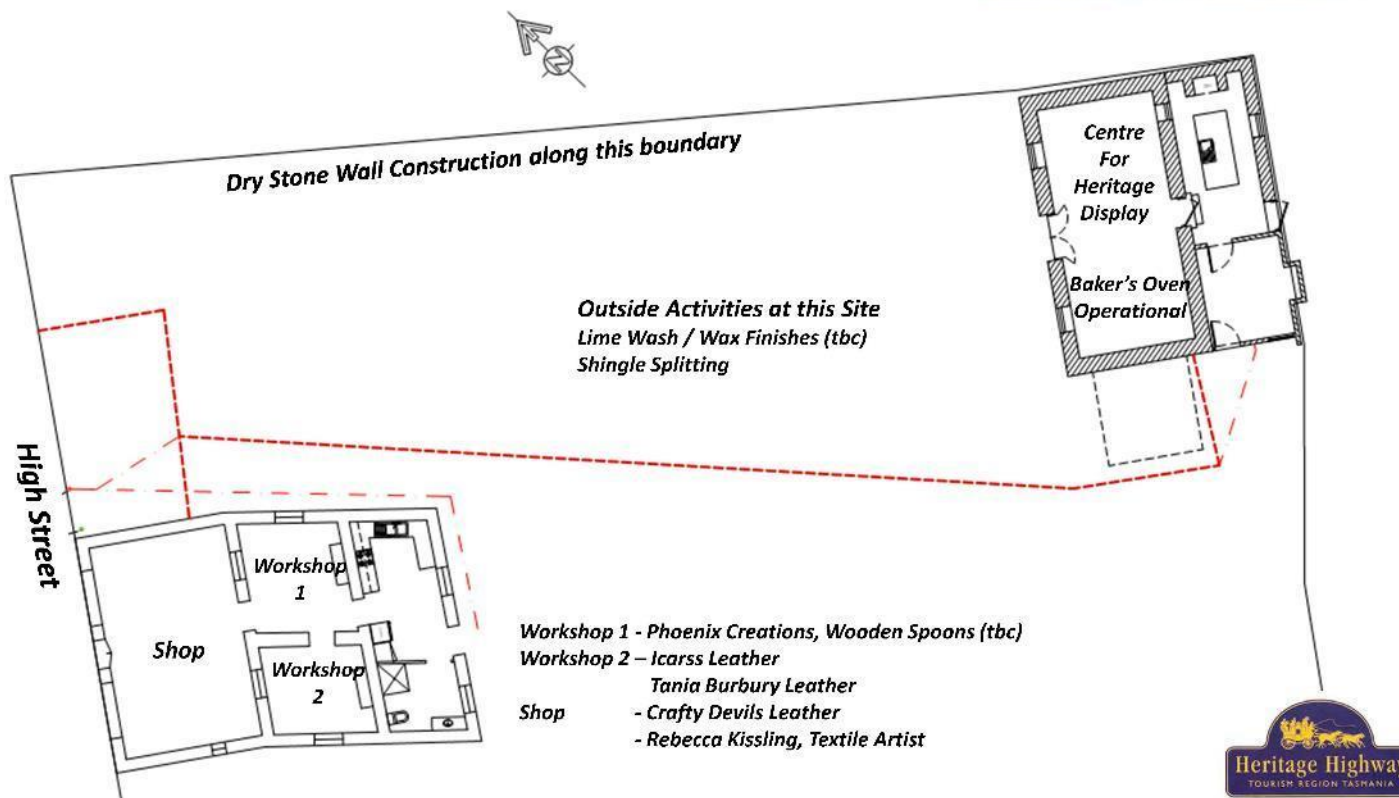 Dry Stone Wall Construction along this boundary
Centre
For
Heritage
Display
Baker's Oven
Operational
Outside Activities at this Site
Lime Wash / Wax Finishes (tbc)
Shingle Splitting
High Street
Workshop
1
Shop
Workshop
2
Workshop 1 - Phoenix Creations, Wooden Spoons (tbc)
Workshop 2 – Icarss Leather
Tania Burbury Leather
Shop - Crafty Devils Leather
- Rebecca Kissling, Textile Artist
Heritage Highway
TOURISM REGION TASMANIA